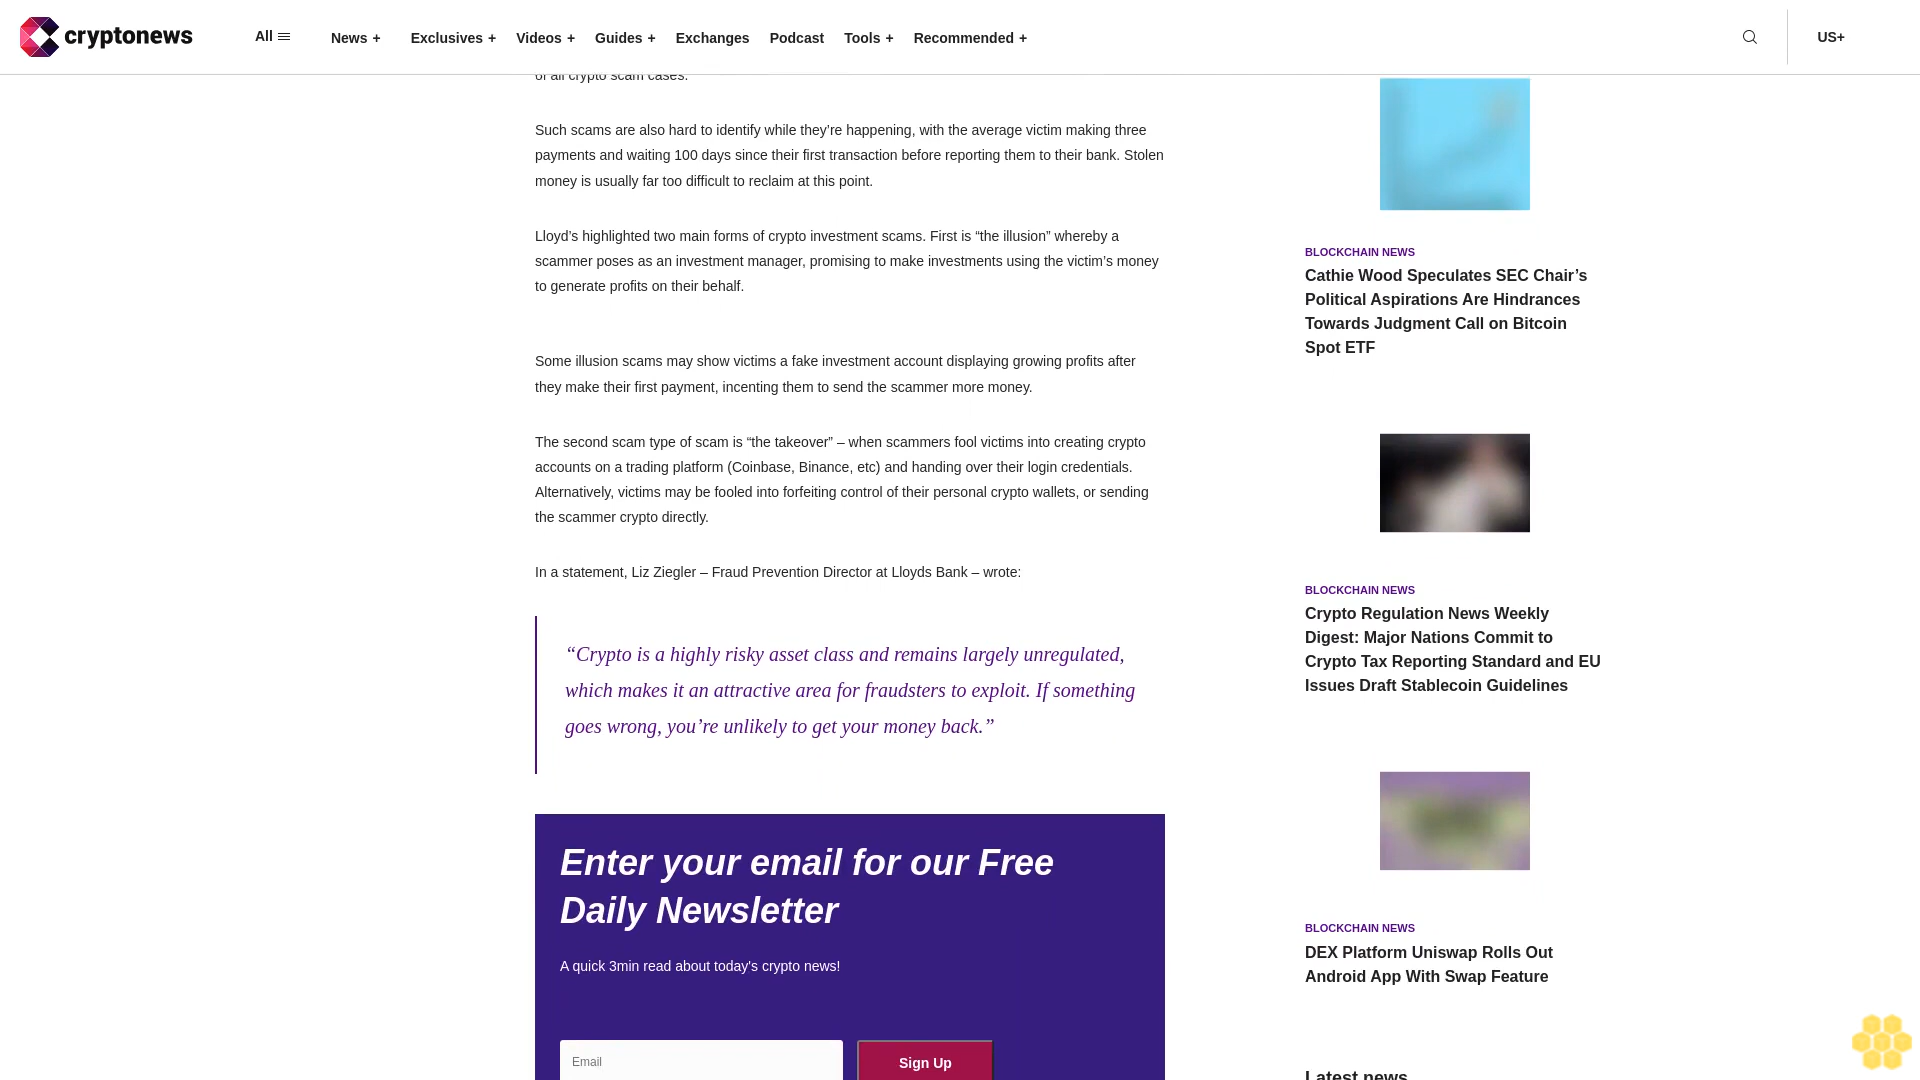 cryptonews
All
News +
Exclusives +
Videos +
Guides +
Exchanges
Podcast
Tools +
Recommended +
US+
of all crypto scam cases.
Such scams are also hard to identify while they’re happening, with the average victim making three
payments and waiting 100 days since their first transaction before reporting them to their bank. Stolen
money is usually far too difficult to reclaim at this point.
Lloyd’s highlighted two main forms of crypto investment scams. First is “the illusion” whereby a
scammer poses as an investment manager, promising to make investments using the victim’s money
to generate profits on their behalf.
Some illusion scams may show victims a fake investment account displaying growing profits after
they make their first payment, incenting them to send the scammer more money.
The second scam type of scam is “the takeover” – when scammers fool victims into creating crypto
accounts on a trading platform (Coinbase, Binance, etc) and handing over their login credentials.
Alternatively, victims may be fooled into forfeiting control of their personal crypto wallets, or sending
the scammer crypto directly.
In a statement, Liz Ziegler – Fraud Prevention Director at Lloyds Bank – wrote:
“Crypto is a highly risky asset class and remains largely unregulated,
which makes it an attractive area for fraudsters to exploit. If something
goes wrong, you’re unlikely to get your money back.”
Enter your email for our Free
Daily Newsletter
A quick 3min read about today's crypto news!
Email
Sign Up
BLOCKCHAIN NEWS
Cathie Wood Speculates SEC Chair’s
Political Aspirations Are Hindrances
Towards Judgment Call on Bitcoin
Spot ETF
BLOCKCHAIN NEWS
Crypto Regulation News Weekly
Digest: Major Nations Commit to
Crypto Tax Reporting Standard and EU
Issues Draft Stablecoin Guidelines
BLOCKCHAIN NEWS
DEX Platform Uniswap Rolls Out
Android App With Swap Feature
Latest news